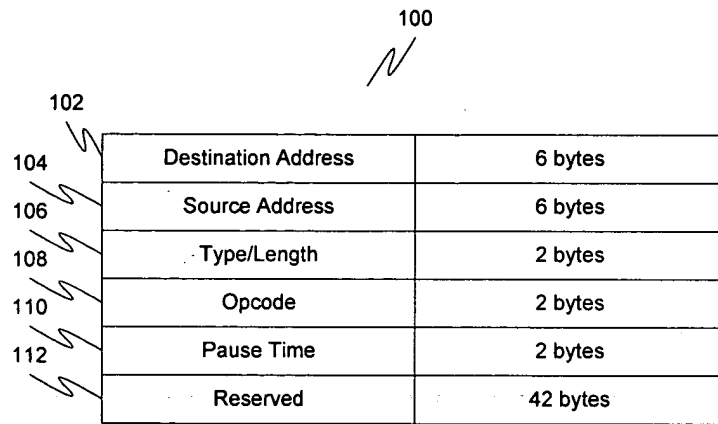 100
102
Destination Address 6 bytes
104
Source Address 6 bytes
106
Type/Length 2 bytes
108
Opcode 2 bytes
110
Pause Time 2 bytes
112
Reserved 42 bytes